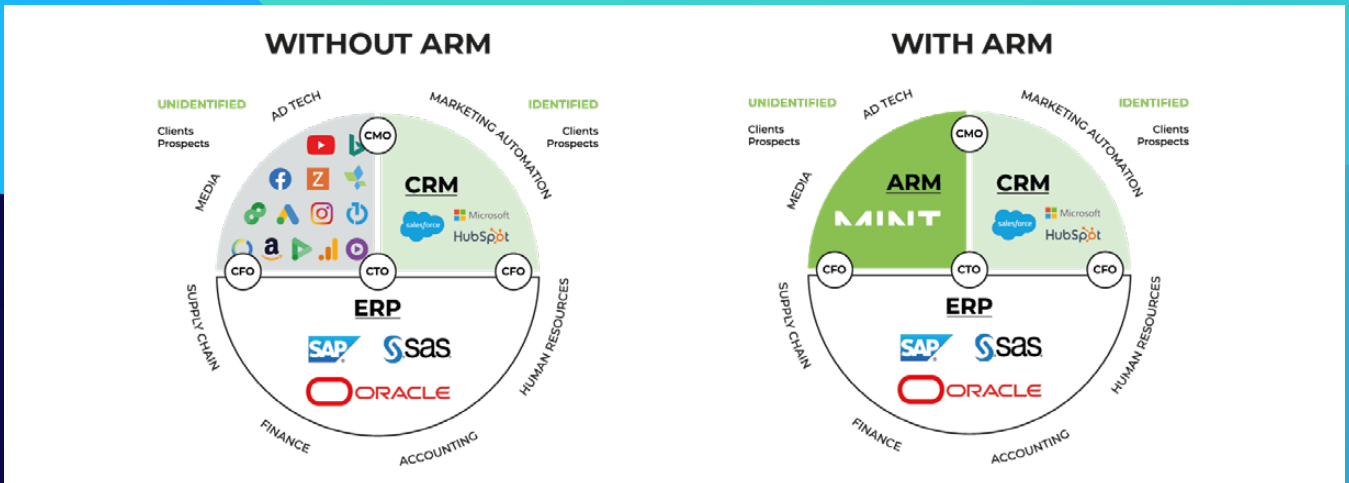 WITHOUT ARM
UNIDENTIFIED
Clients
Prospects
AD TECH
MARKETING AUTOMATION
IDENTIFIED
Clients
Prospects
MEDIA
CMO
Z
a
CRM
salesforce
Microsoft
HubSpot
CFO
CTO
CFO
ERP
SAP
sas
ORACLE
SUPPLY CHAIN
HUMAN RESOURCES
FINANCE
ACCOUNTING
WITH ARM
UNIDENTIFIED
Clients
Prospects
AD TECH
MARKETING AUTOMATION
IDENTIFIED
Clients
Prospects
MEDIA
CMO
ARM
MINT
CRM
salesforce
Microsoft
HubSpot
CFO
CTO
CFO
ERP
SAP
sas
ORACLE
SUPPLY CHAIN
HUMAN RESOURCES
FINANCE
ACCOUNTING